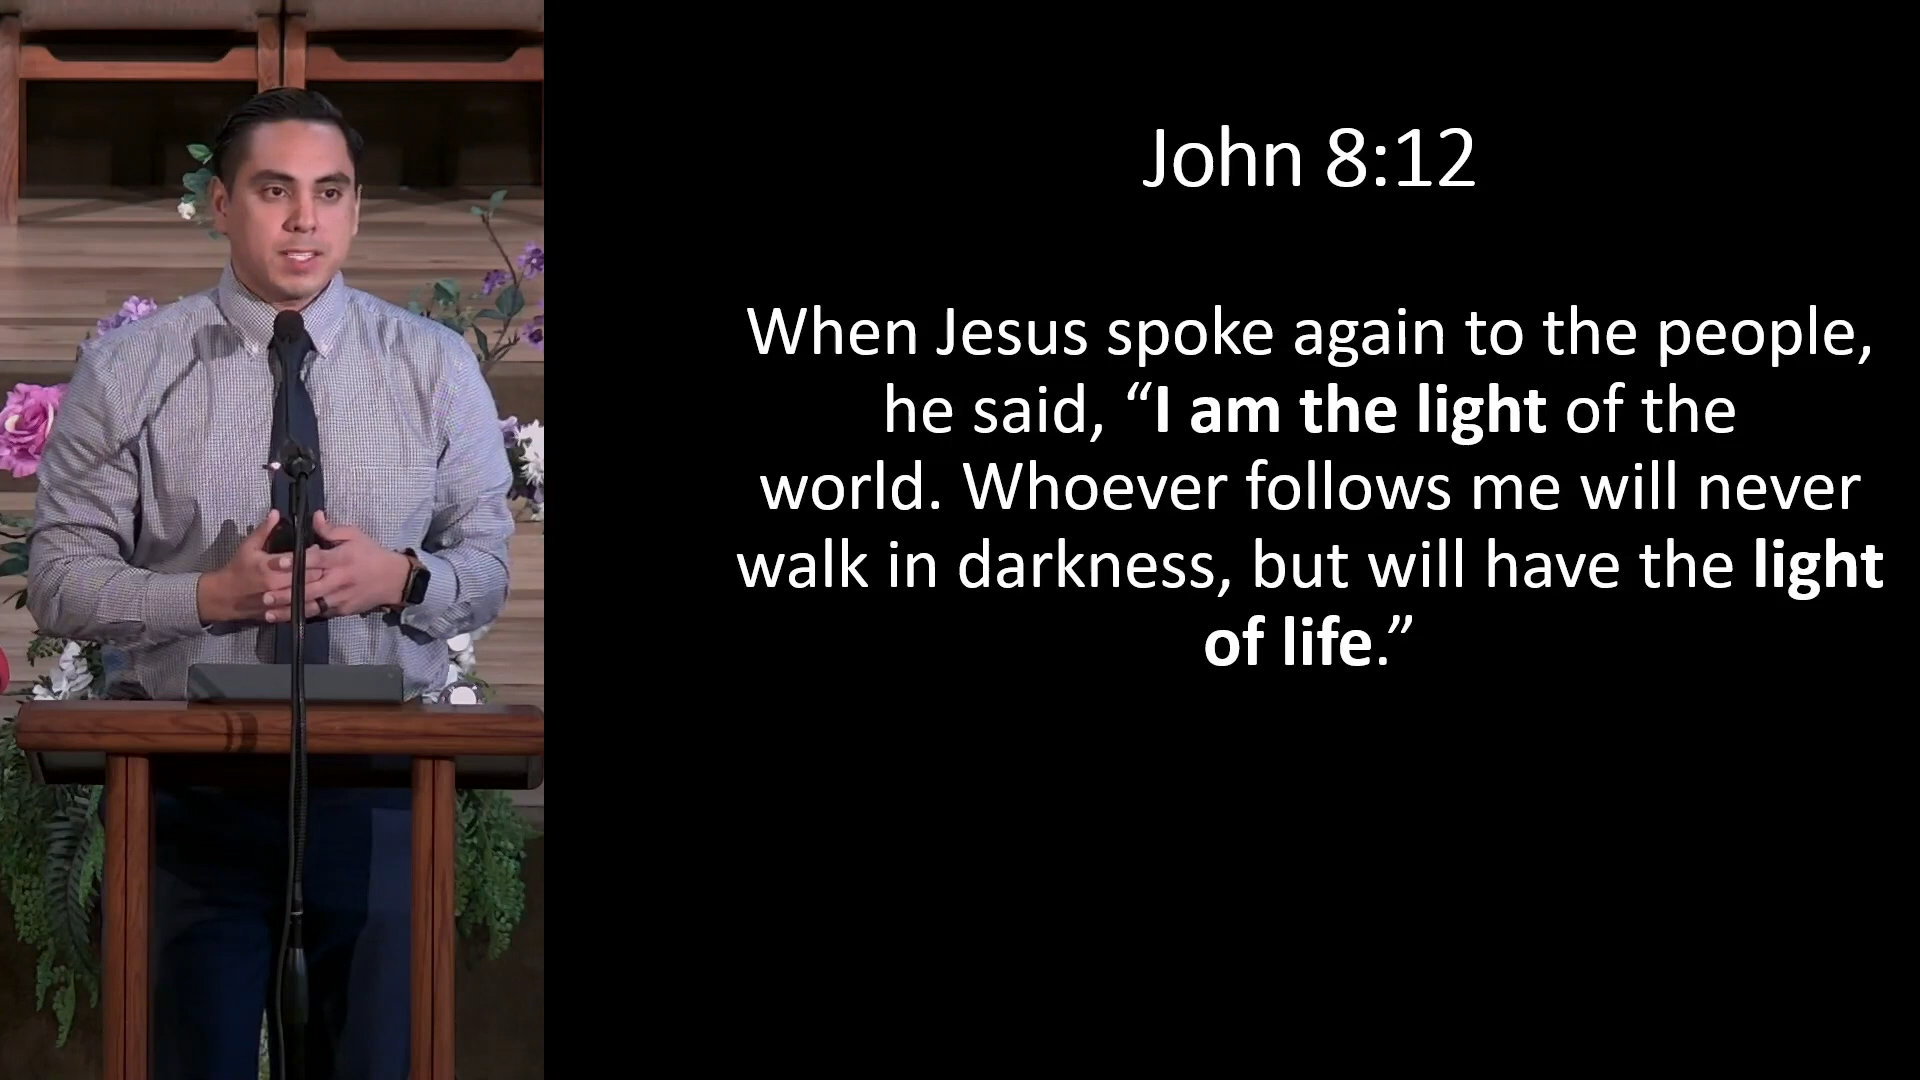 John 8:12
When Jesus spoke again to the people,
he said, “I am the light of the
world. Whoever follows me will never
walk in darkness, but will have the light
of life.”